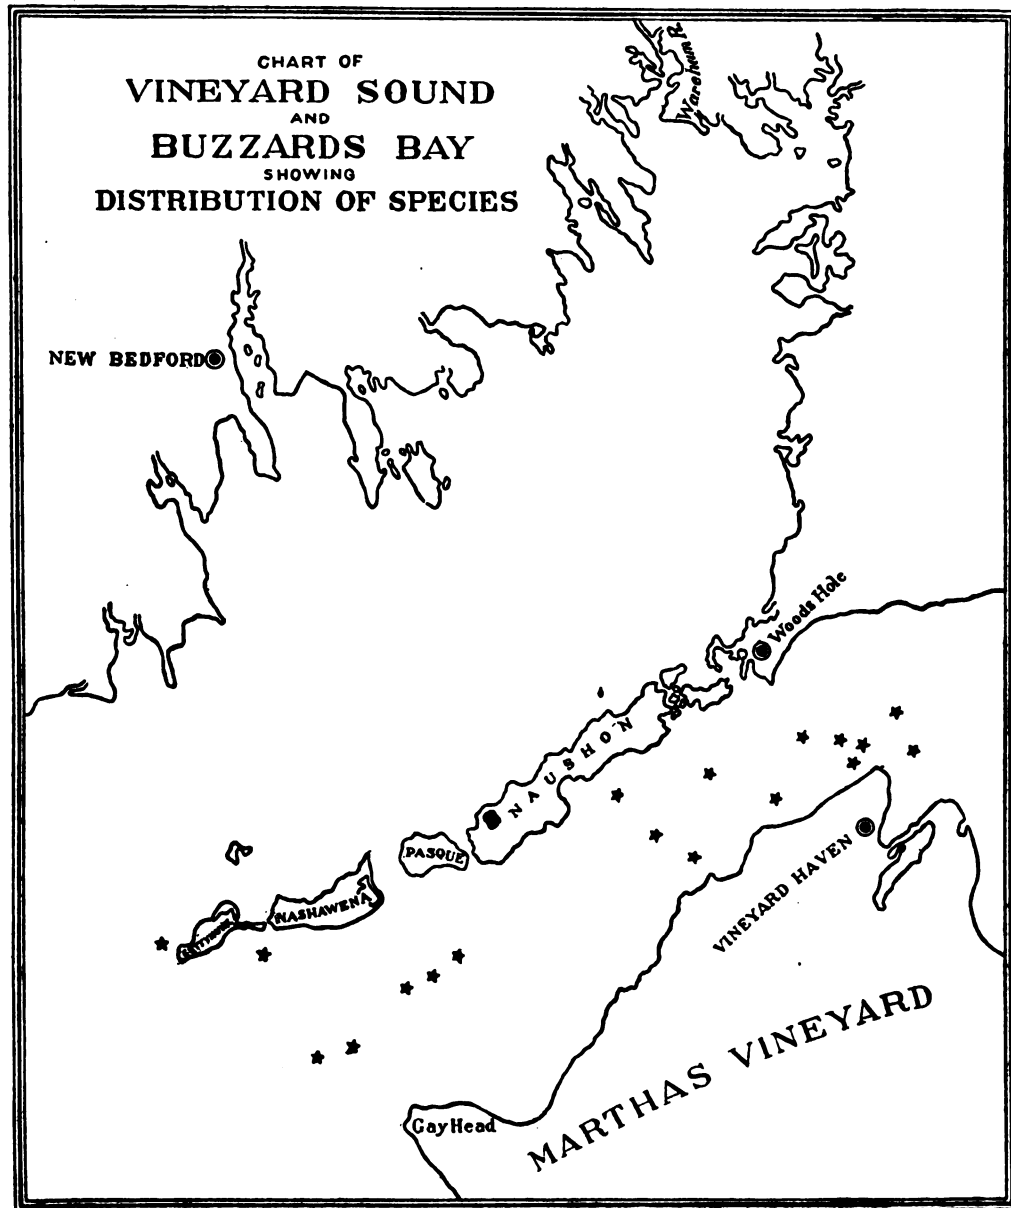 CHART OF
VINEYARD SOUND
AND
BUZZARDS BAY
SHOWING
DISTRIBUTION OF SPECIES
Wareham R.
NEW BEDFORD
Woods Hole
NAUSHON
PASQUE
NASHAWENA
VINEYARD HAVEN
MARTHAS VINEYARD
Gay Head